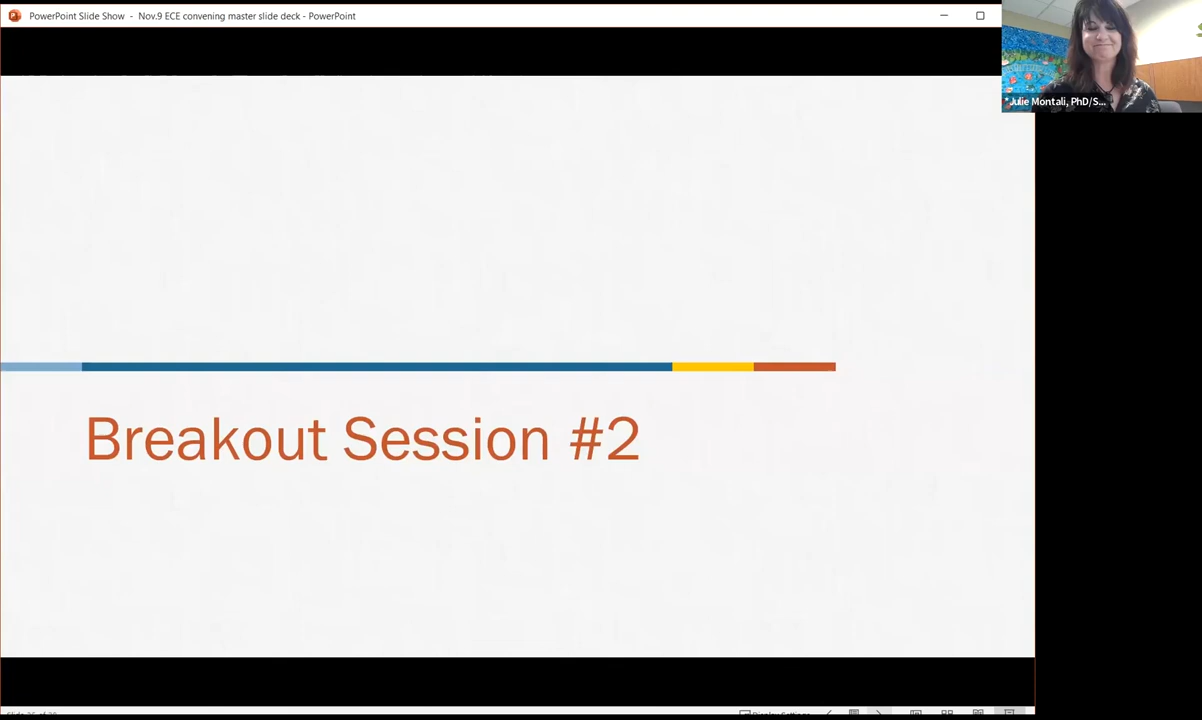 PowerPoint Slide Show - Nov.9 ECE convening master slide deck - PowerPoint
*Julie Montali, PhD/S...
Breakout Session #2